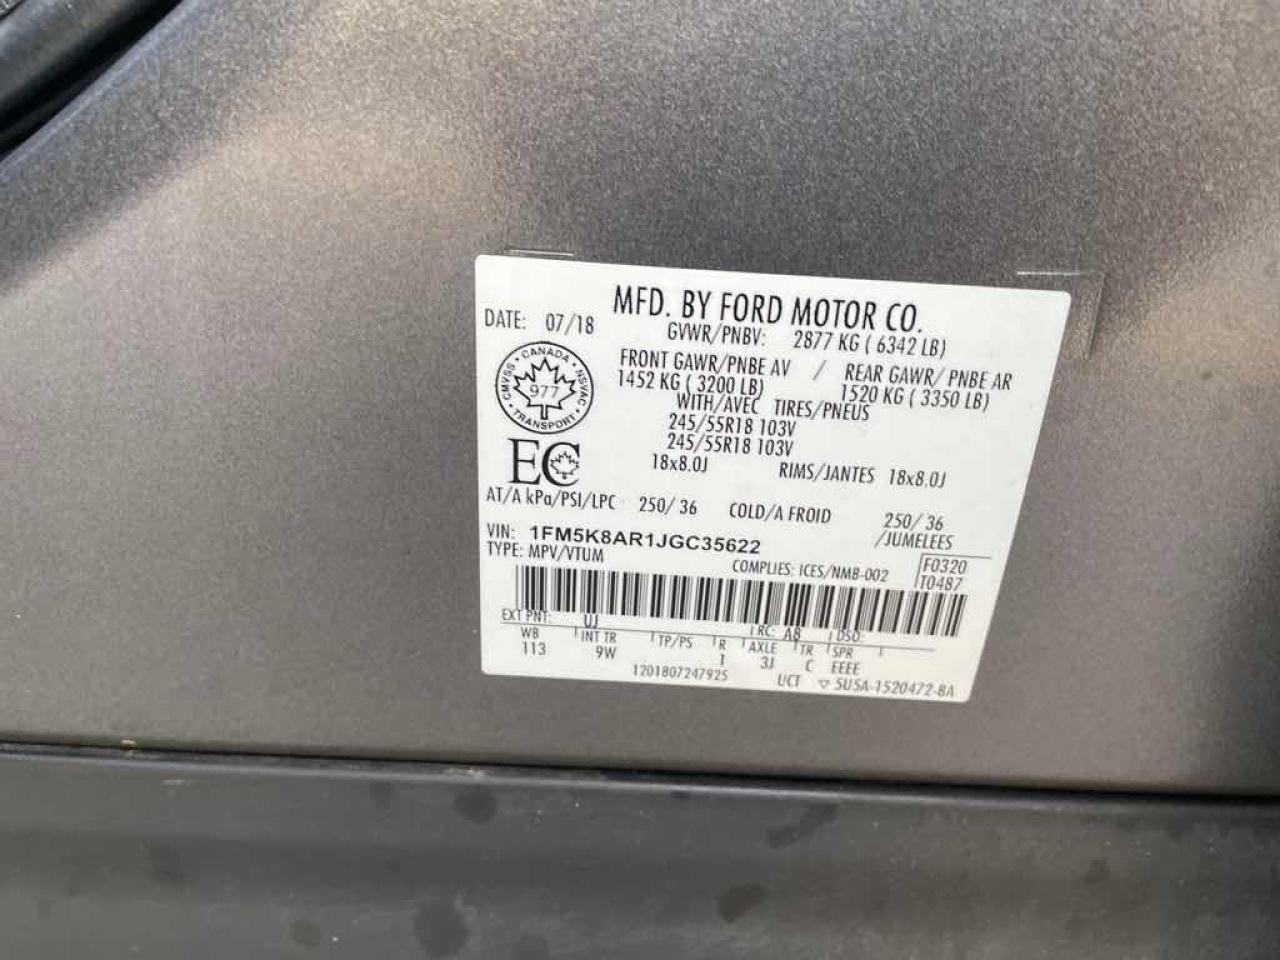 MFD. BY FORD MOTOR CO.
DATE: 07/18
GVWR/PNBV: 2877 KG ( 6342 LB)
FRONT GAWR/PNBE AV / REAR GAWR/ PNBE AR
1452 KG ( 3200 LB) 1520 KG ( 3350 LB)
WITH/AVEC TIRES/PNEUS
245/55R18 103V
245/55R18 103V
18x8.0J RIMS/JANTES 18x8.0J
CANADA
CMVSS NSVAC
977
TRANSPORT
EC
AT/A kPa/PSI/LPC 250/ 36 COLD/A FROID 250/ 36
/JUMELEES
VIN: 1FM5K8AR1JGC35622
TYPE: MPV/VTUM
COMPLIES: ICES/NMB-002
F0320
T0487
EXT PNT: UJ RC: A8 DSO:
WB INT TR TP/PS R AXLE TR SPR
113 9W 1 3J C EEEE
1201807247925 UCT ▽ 5U5A-1520472-8A